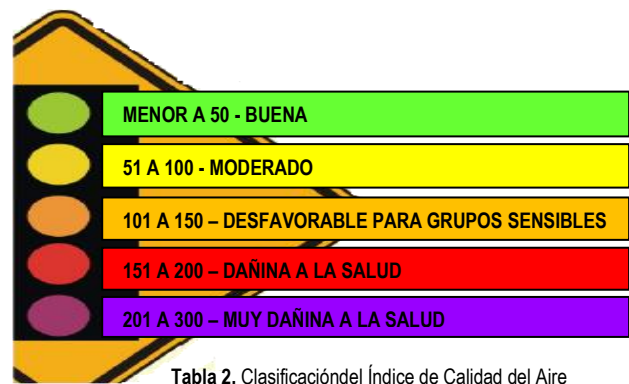 MENOR A 50 - BUENA
51 A 100 - MODERADO
101 A 150 – DESFAVORABLE PARA GRUPOS SENSIBLES
151 A 200 – DAÑINA A LA SALUD
201 A 300 – MUY DAÑINA A LA SALUD
Tabla 2. Clasificacióndel Índice de Calidad del Aire